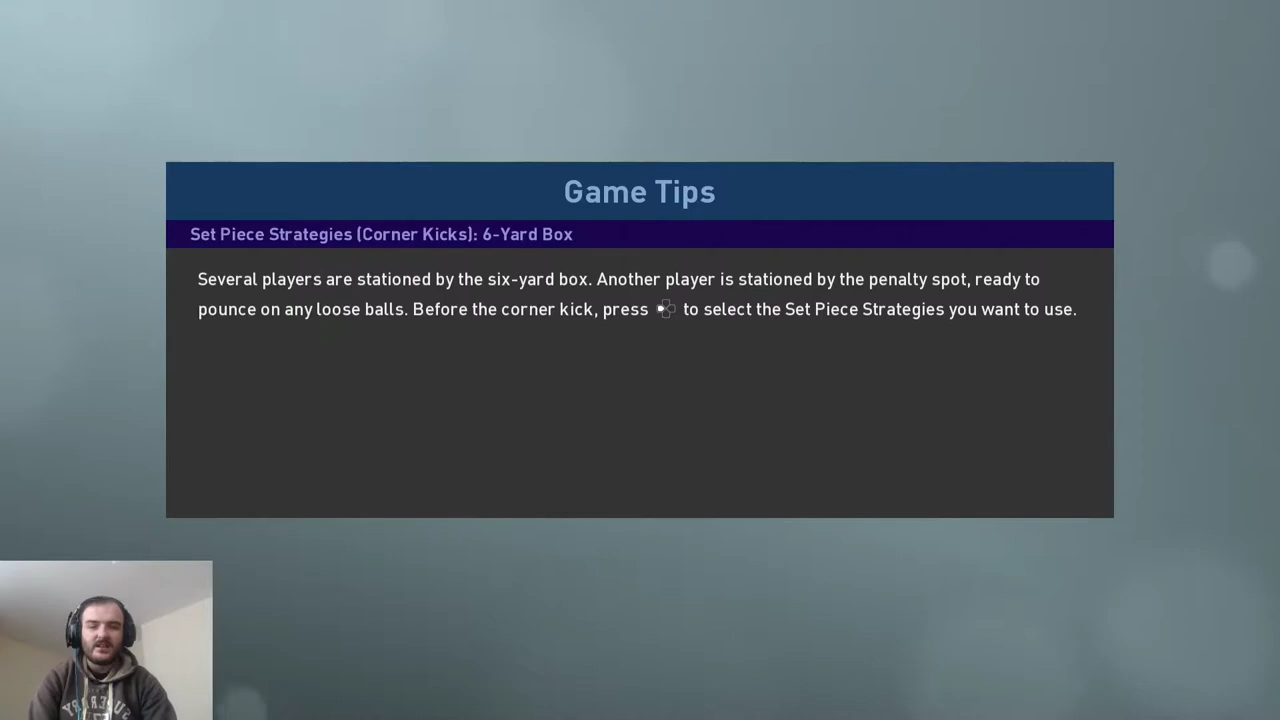 Game Tips
Set Piece Strategies (Corner Kicks): 6-Yard Box
Several players are stationed by the six-yard box. Another player is stationed by the penalty spot, ready to
pounce on any loose balls. Before the corner kick, press to select the Set Piece Strategies you want to use.